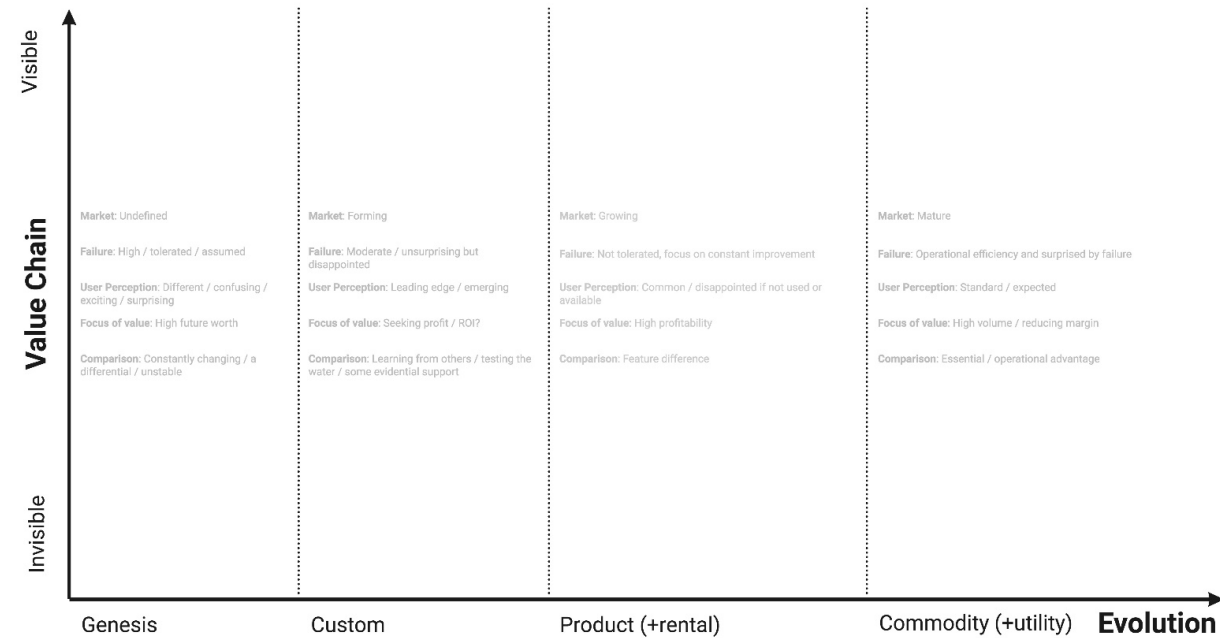 Visible
Value Chain
Invisible
Market: Undefined
Failure: High / tolerated / assumed
User Perception: Different / confusing /
exciting / surprising
Focus of value: High future worth
Comparison: Constantly changing / a
differential / unstable
Market: Forming
Failure: Moderate / unsurprising but
disappointed
User Perception: Leading edge / emerging
Focus of value: Seeking profit / ROI?
Comparison: Learning from others / testing the
water / some evidential support
Market: Growing
Failure: Not tolerated, focus on constant improvement
User Perception: Common / disappointed if not used or
available
Focus of value: High profitability
Comparison: Feature difference
Market: Mature
Failure: Operational efficiency and surprised by failure
User Perception: Standard / expected
Focus of value: High volume / reducing margin
Comparison: Essential / operational advantage
Genesis
Custom
Product (+rental)
Commodity (+utility)
Evolution